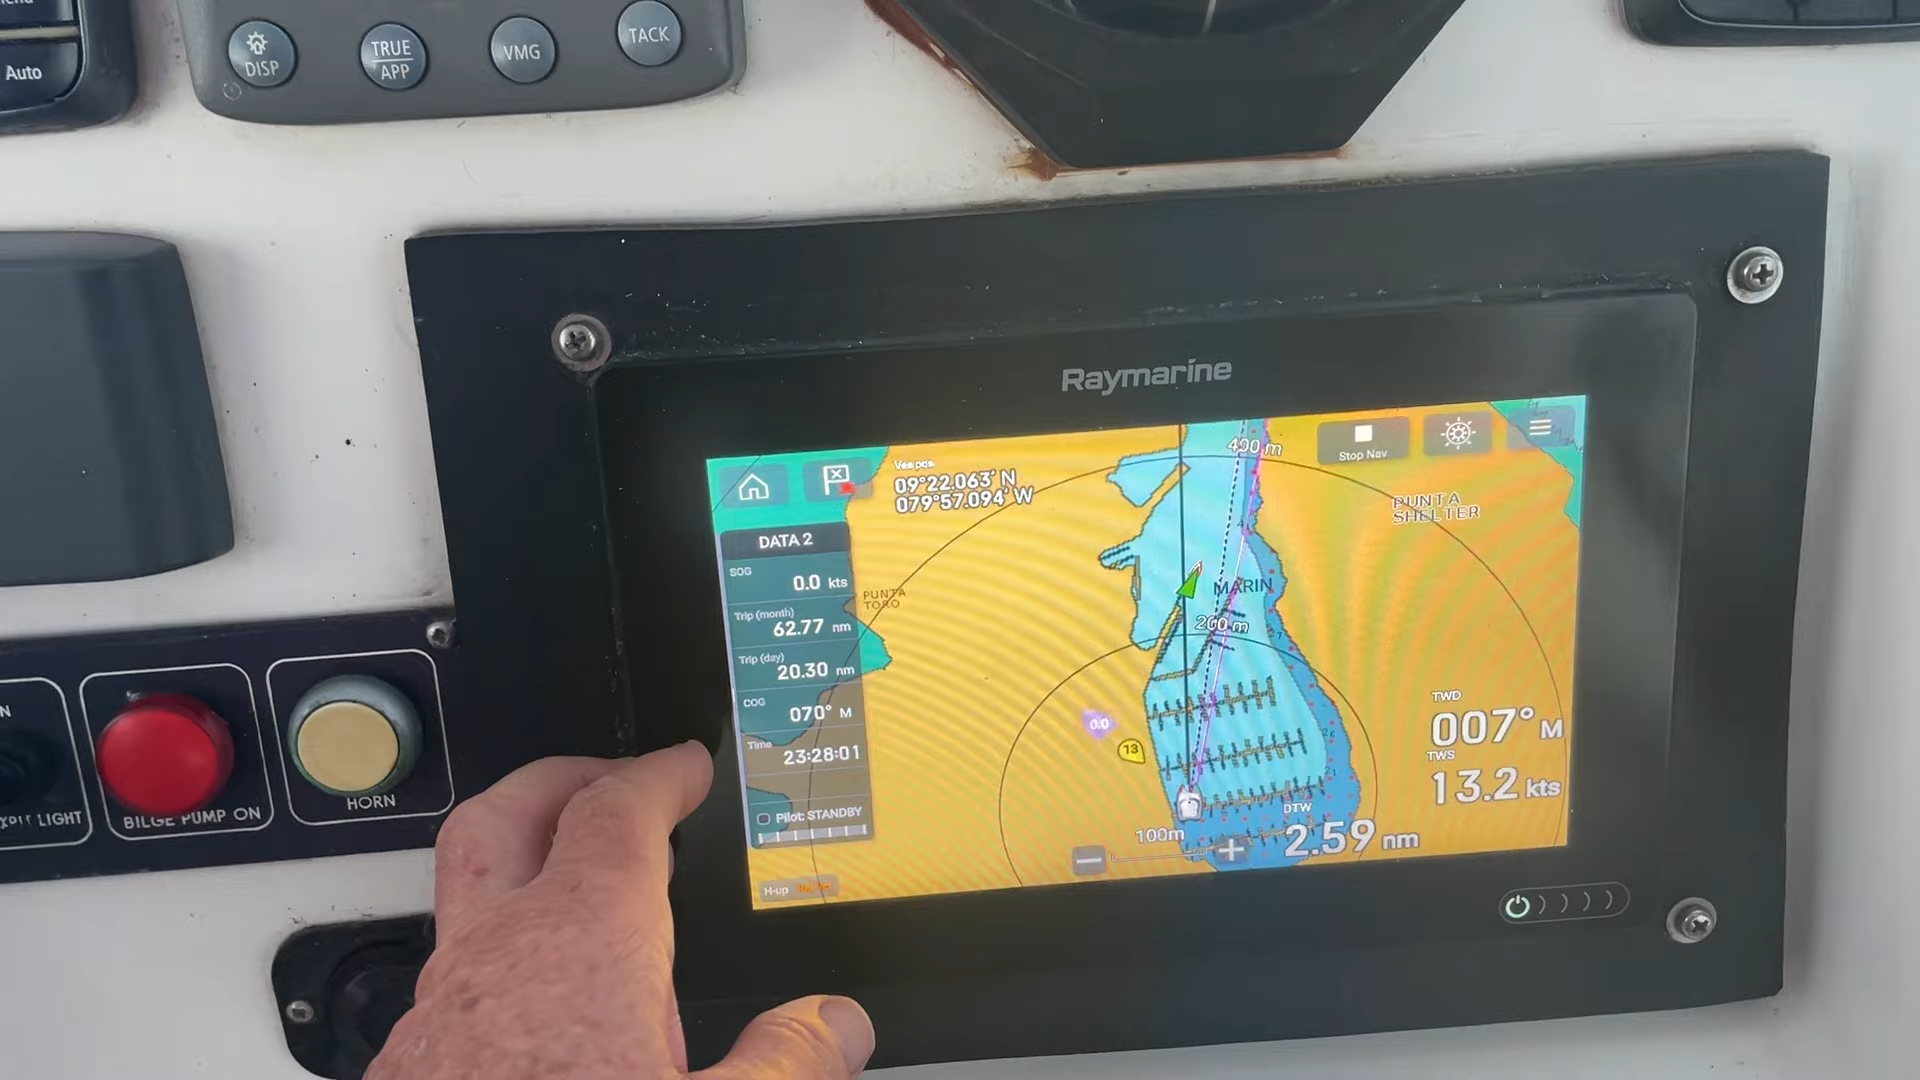 DISP
TRUE
APP
VMG
TACK
Auto
Raymarine
Ves pos
09°22.063' N
079°57.094' W
400 m
Stop Nav
PUNTA
SHELTER
DATA 2
SOG
0.0 kts
Trip (month)
62.77 nm
Trip (day)
20.30 nm
COG
070° M
Time
23:28:01
Pilot: STANDBY
PUNTA
TORO
MARIN
200 m
0.0
13
TWD
007° M
TWS
13.2 kts
DTW
2.59 nm
100m
H-up
LIGHT
BILGE PUMP ON
HORN